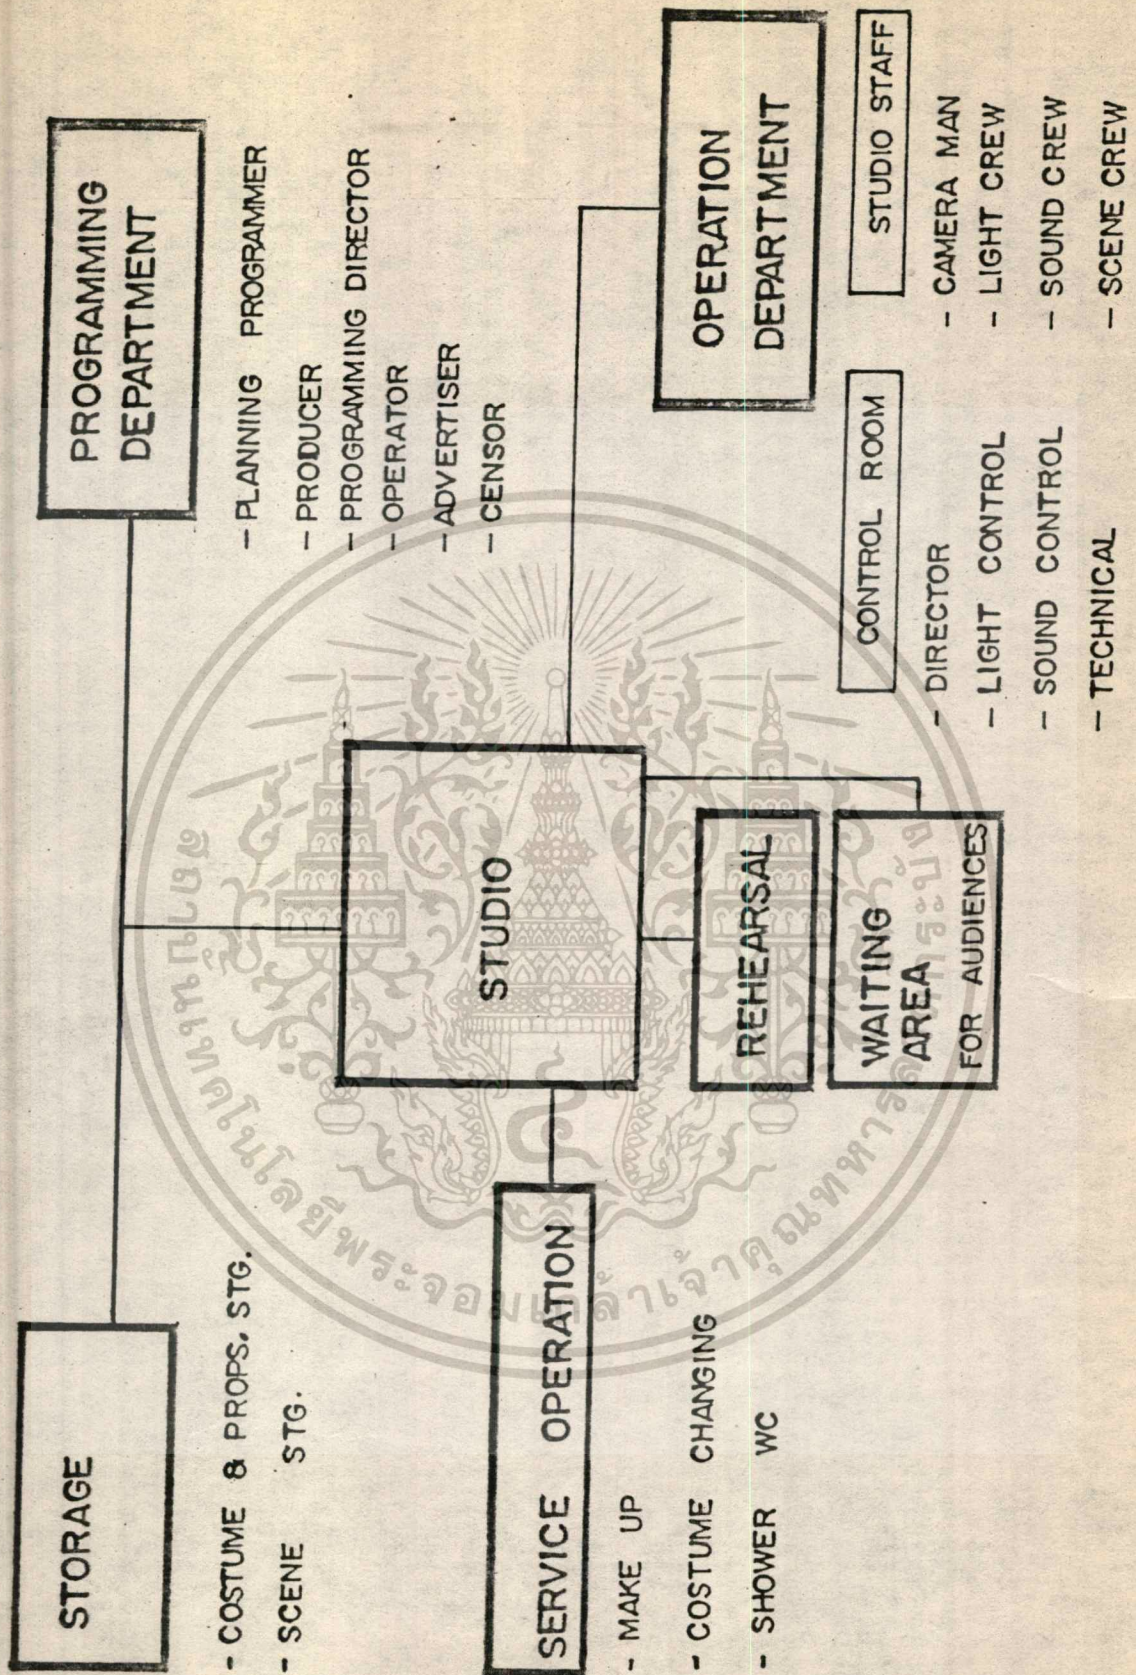 STORAGE
- COSTUME & PROPS. STG.
- SCENE STG.
PROGRAMMING
DEPARTMENT
- PLANNING PROGRAMMER
- PRODUCER
- PROGRAMMING DIRECTOR
- OPERATOR
- ADVERTISER
- CENSOR
STUDIO
SERVICE OPERATION
- MAKE UP
- COSTUME CHANGING
- SHOWER WC
REHEARSAL
WAITING
AREA
FOR AUDIENCES
OPERATION
DEPARTMENT
CONTROL ROOM
- DIRECTOR
- LIGHT CONTROL
- SOUND CONTROL
- TECHNICAL
STUDIO STAFF
- CAMERA MAN
- LIGHT CREW
- SOUND CREW
- SCENE CREW